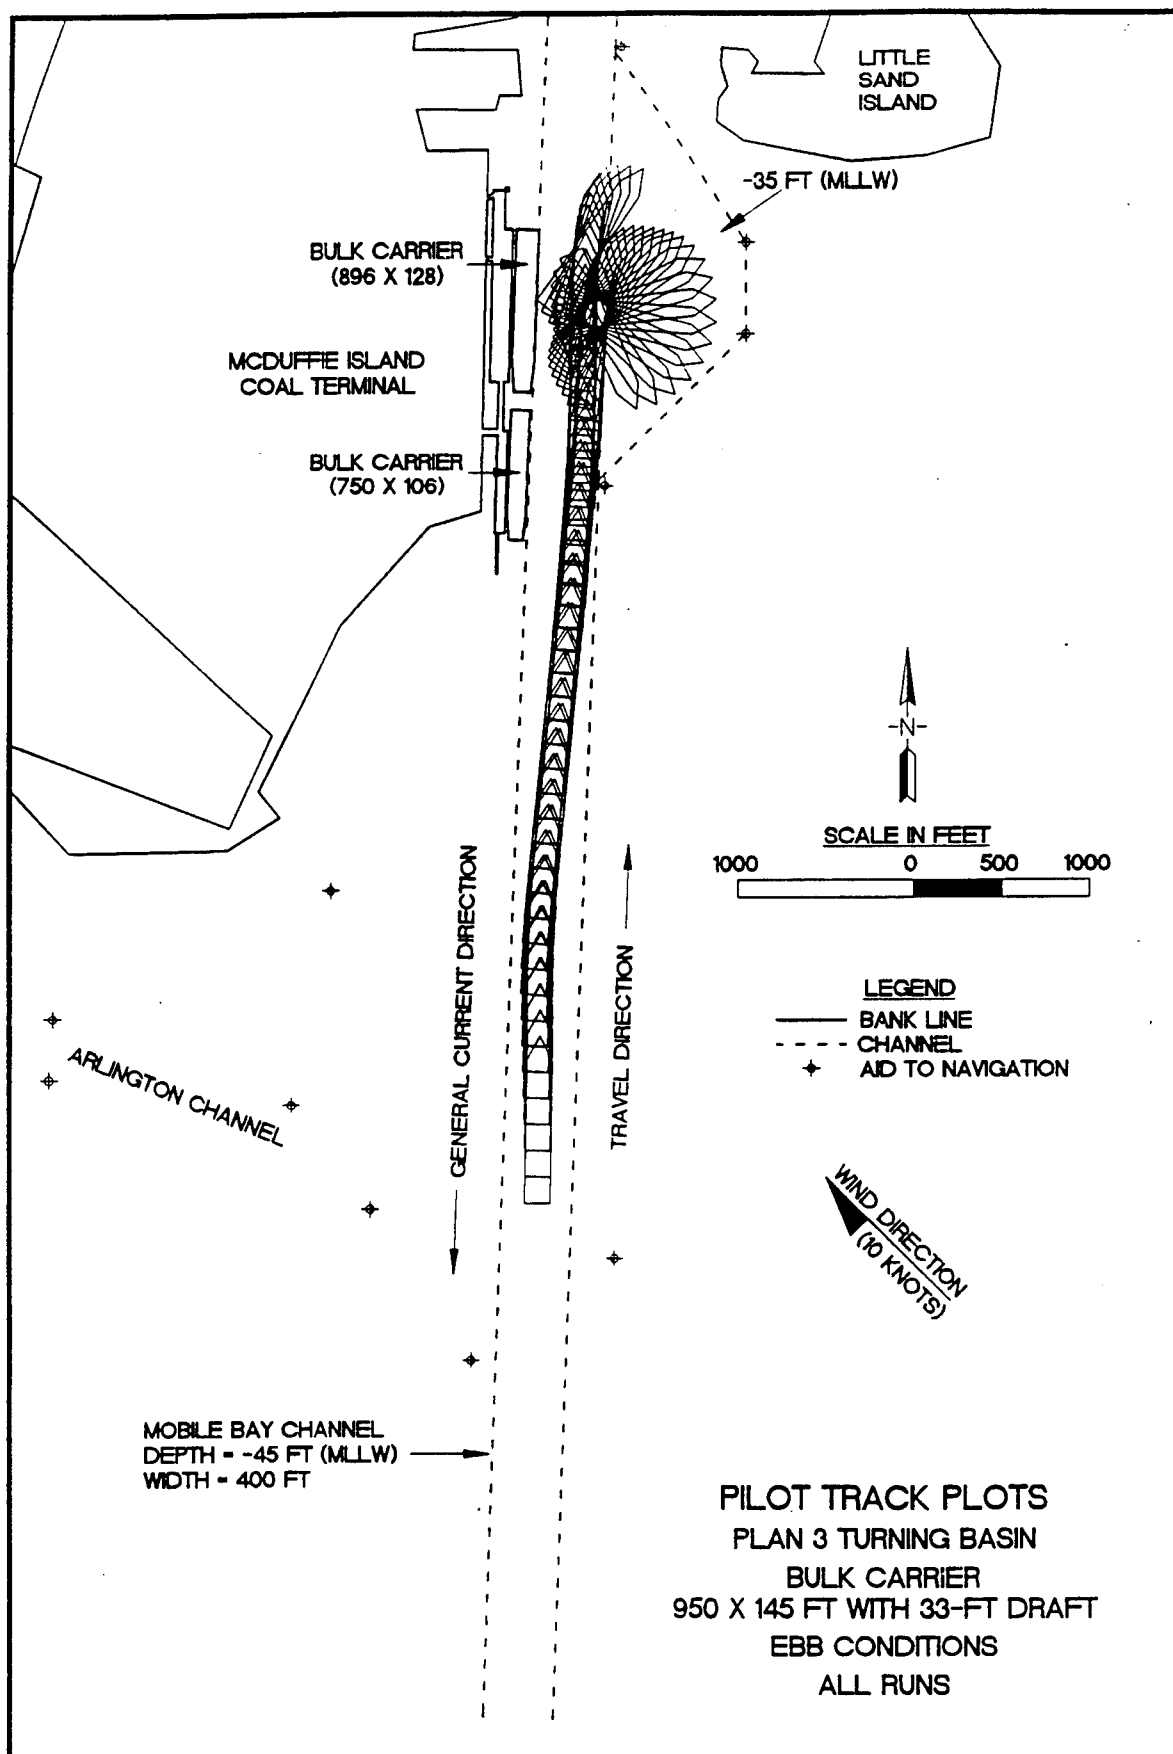 LITTLE
SAND
ISLAND
-35 FT (MLLW)
BULK CARRIER
(896 X 128)
MCDUFFIE ISLAND
COAL TERMINAL
BULK CARRIER
(750 X 106)
-N-
SCALE IN FEET
1000 0 500 1000
GENERAL CURRENT DIRECTION
TRAVEL DIRECTION
LEGEND
BANK LINE
CHANNEL
AID TO NAVIGATION
ARLINGTON CHANNEL
WIND DIRECTION
(10 KNOTS)
MOBILE BAY CHANNEL
DEPTH = -45 FT (MLLW)
WIDTH = 400 FT
PILOT TRACK PLOTS
PLAN 3 TURNING BASIN
BULK CARRIER
950 X 145 FT WITH 33-FT DRAFT
EBB CONDITIONS
ALL RUNS